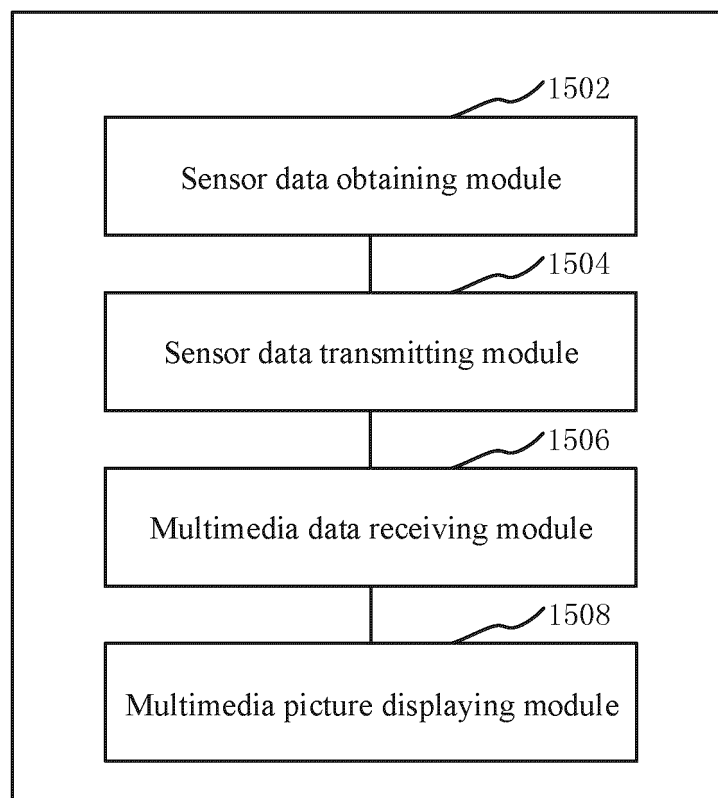 1502
Sensor data obtaining module
1504
Sensor data transmitting module
1506
Multimedia data receiving module
1508
Multimedia picture displaying module